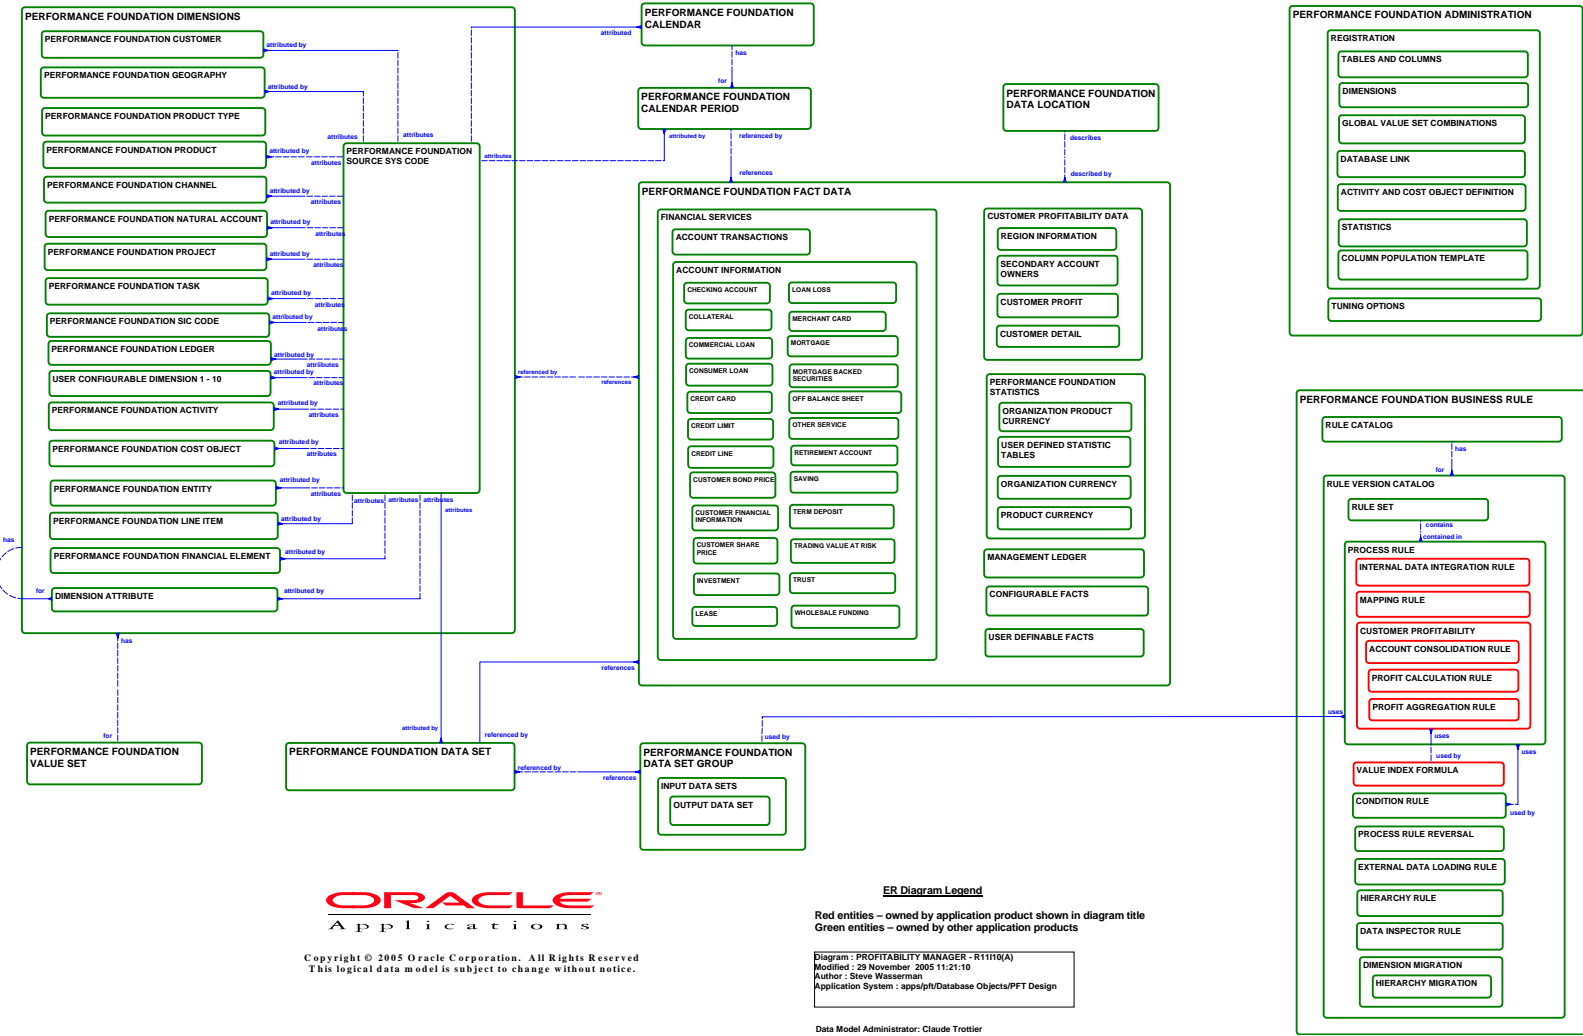 PERFORMANCE FOUNDATION DIMENSIONS
PERFORMANCE FOUNDATION CUSTOMER
attributed by
PERFORMANCE FOUNDATION GEOGRAPHY
attributed by
PERFORMANCE FOUNDATION PRODUCT TYPE
attributes
attributes
PERFORMANCE FOUNDATION PRODUCT
attributed by
attributes
PERFORMANCE FOUNDATION CHANNEL
attributed by
attributes
PERFORMANCE FOUNDATION NATURAL ACCOUNT
attributed by
attributes
PERFORMANCE FOUNDATION PROJECT
attributed by
attributes
PERFORMANCE FOUNDATION TASK
attributed by
attributes
PERFORMANCE FOUNDATION SIC CODE
attributed by
attributes
PERFORMANCE FOUNDATION LEDGER
attributed by
attributes
USER CONFIGURABLE DIMENSION 1 - 10
attributed by
attributes
PERFORMANCE FOUNDATION ACTIVITY
attributed by
attributes
PERFORMANCE FOUNDATION COST OBJECT
attributed by
attributes
PERFORMANCE FOUNDATION ENTITY
attributed by
attributes
PERFORMANCE FOUNDATION LINE ITEM
attributed by
attributes
PERFORMANCE FOUNDATION FINANCIAL ELEMENT
attributed by
attributes
DIMENSION ATTRIBUTE
attributed by
attributes
has
for
PERFORMANCE FOUNDATION
SOURCE SYS CODE
attributes
attributes
has
for
PERFORMANCE FOUNDATION
VALUE SET
attributed by
PERFORMANCE FOUNDATION DATA SET
referenced by
references
referenced by
references
PERFORMANCE FOUNDATION
CALENDAR
attributed
has
for
PERFORMANCE FOUNDATION
CALENDAR PERIOD
attributed by
referenced by
references
PERFORMANCE FOUNDATION
DATA LOCATION
describes
described by
referenced by
references
PERFORMANCE FOUNDATION FACT DATA
FINANCIAL SERVICES
ACCOUNT TRANSACTIONS
ACCOUNT INFORMATION
CHECKING ACCOUNT
COLLATERAL
COMMERCIAL LOAN
CONSUMER LOAN
CREDIT CARD
CREDIT LIMIT
CREDIT LINE
CUSTOMER BOND PRICE
CUSTOMER FINANCIAL
INFORMATION
CUSTOMER SHARE
PRICE
INVESTMENT
LEASE
LOAN LOSS
MERCHANT CARD
MORTGAGE
MORTGAGE BACKED
SECURITIES
OFF BALANCE SHEET
OTHER SERVICE
RETIREMENT ACCOUNT
SAVING
TERM DEPOSIT
TRADING VALUE AT RISK
TRUST
WHOLESALE FUNDING
CUSTOMER PROFITABILITY DATA
REGION INFORMATION
SECONDARY ACCOUNT
OWNERS
CUSTOMER PROFIT
CUSTOMER DETAIL
PERFORMANCE FOUNDATION
STATISTICS
ORGANIZATION PRODUCT
CURRENCY
USER DEFINED STATISTIC
TABLES
ORGANIZATION CURRENCY
PRODUCT CURRENCY
MANAGEMENT LEDGER
CONFIGURABLE FACTS
USER DEFINABLE FACTS
used by
uses
PERFORMANCE FOUNDATION
DATA SET GROUP
INPUT DATA SETS
OUTPUT DATA SET
PERFORMANCE FOUNDATION ADMINISTRATION
REGISTRATION
TABLES AND COLUMNS
DIMENSIONS
GLOBAL VALUE SET COMBINATIONS
DATABASE LINK
ACTIVITY AND COST OBJECT DEFINITION
STATISTICS
COLUMN POPULATION TEMPLATE
TUNING OPTIONS
PERFORMANCE FOUNDATION BUSINESS RULE
RULE CATALOG
has
for
RULE VERSION CATALOG
RULE SET
contains
contained in
PROCESS RULE
INTERNAL DATA INTEGRATION RULE
MAPPING RULE
CUSTOMER PROFITABILITY
ACCOUNT CONSOLIDATION RULE
PROFIT CALCULATION RULE
PROFIT AGGREGATION RULE
uses
used by
uses
VALUE INDEX FORMULA
CONDITION RULE
used by
PROCESS RULE REVERSAL
EXTERNAL DATA LOADING RULE
HIERARCHY RULE
DATA INSPECTOR RULE
DIMENSION MIGRATION
HIERARCHY MIGRATION
ORACLE
Applications
Copyright © 2005 Oracle Corporation. All Rights Reserved
This logical data model is subject to change without notice.
ER Diagram Legend
Red entities – owned by application product shown in diagram title
Green entities – owned by other application products
Diagram : PROFITABILITY MANAGER - R11I10(A)
Modified : 29 November 2005 11:21:10
Author : Steve Wasserman
Application System : apps/pft/Database Objects/PFT Design
Data Model Administrator: Claude Trottier